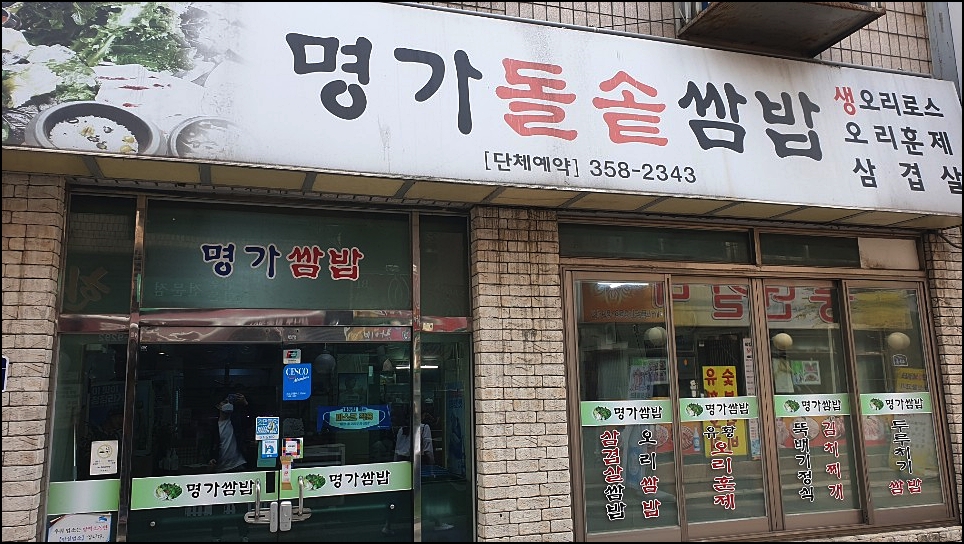 명가돌솥쌈밥
생오리로스
오리훈제
삼겹살
[단체예약] 358-2343
명가쌈밥
CENCO
명가쌈밥
명가쌈밥
명가쌈밥
삼겹살쌈밥
오리쌈밥
명가쌈밥
유황
오리훈제
명가쌈밥
뚝배기정식
김치찌개
명가쌈밥
두루치기
쌈밥